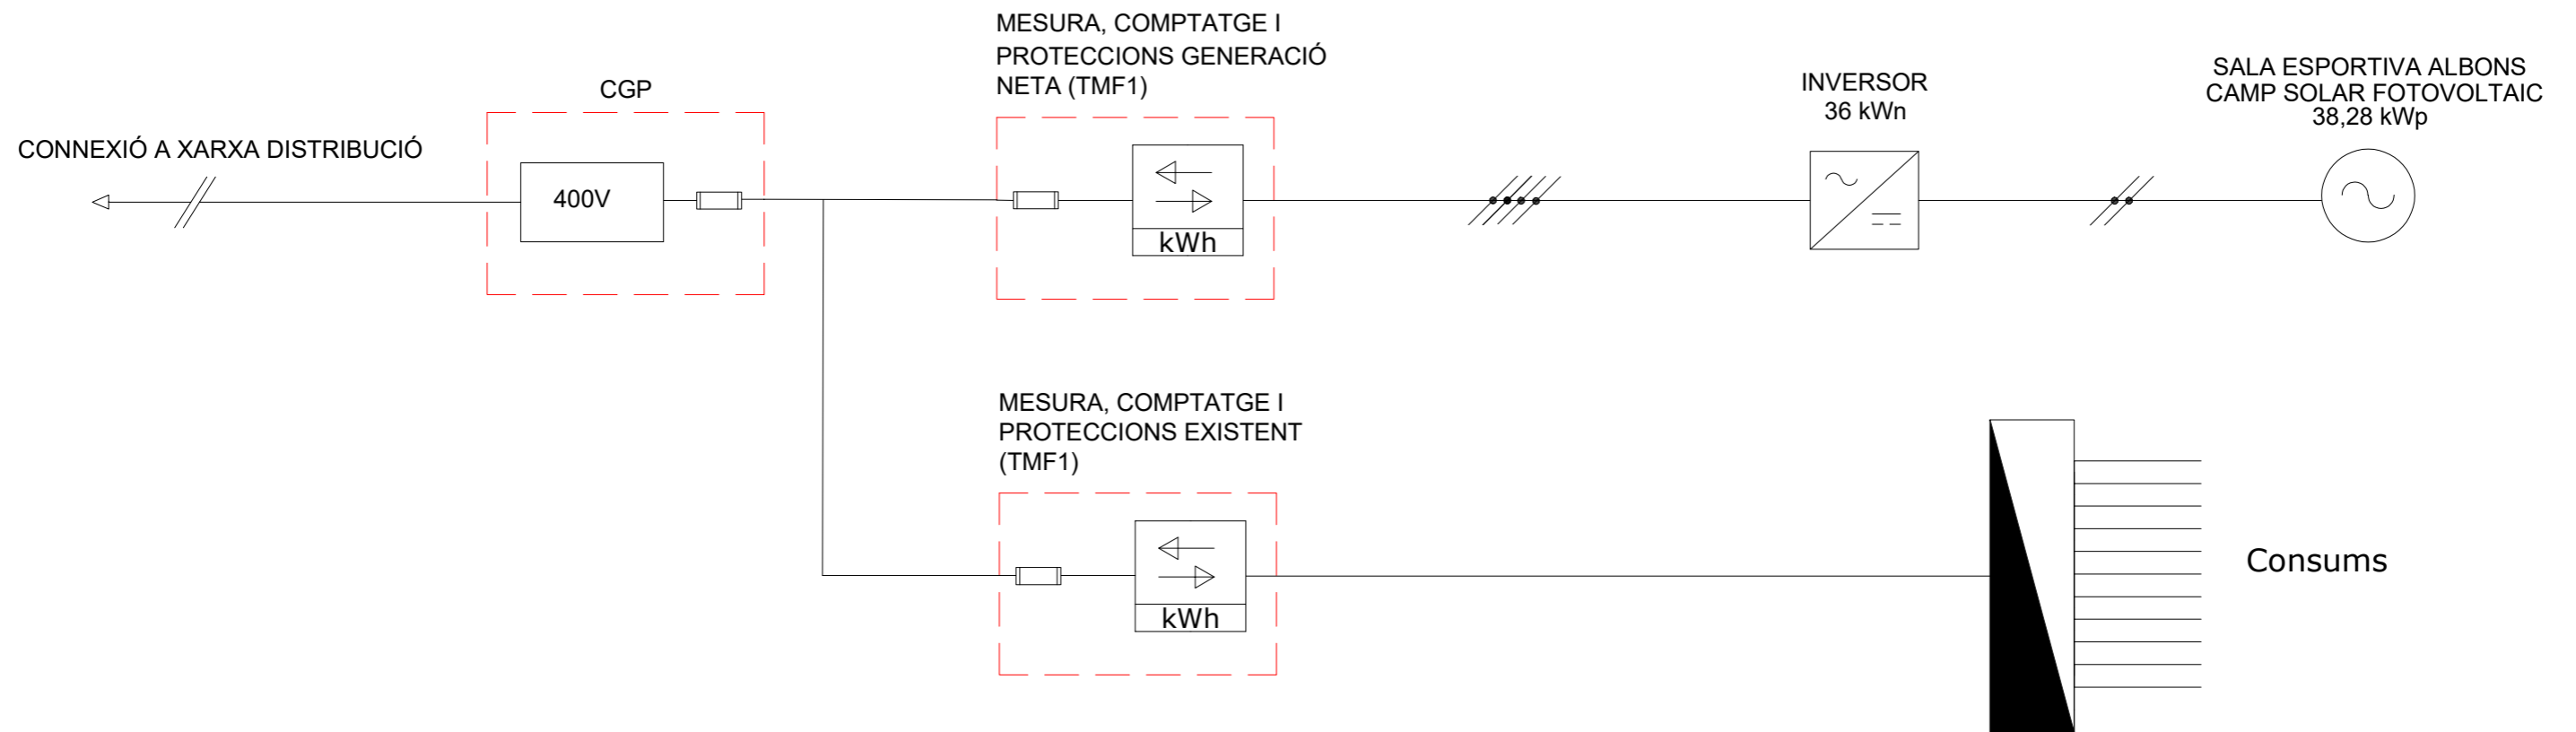 MESURA, COMPTATGE I
PROTECCIONS GENERACIÓ
NETA (TMF1)
CGP
INVERSOR
36 kWn
SALA ESPORTIVA ALBONS
CAMP SOLAR FOTOVOLTAIC
38,28 kWp
CONNEXIÓ A XARXA DISTRIBUCIÓ
400V
kWh
MESURA, COMPTATGE I
PROTECCIONS EXISTENT
(TMF1)
kWh
Consums